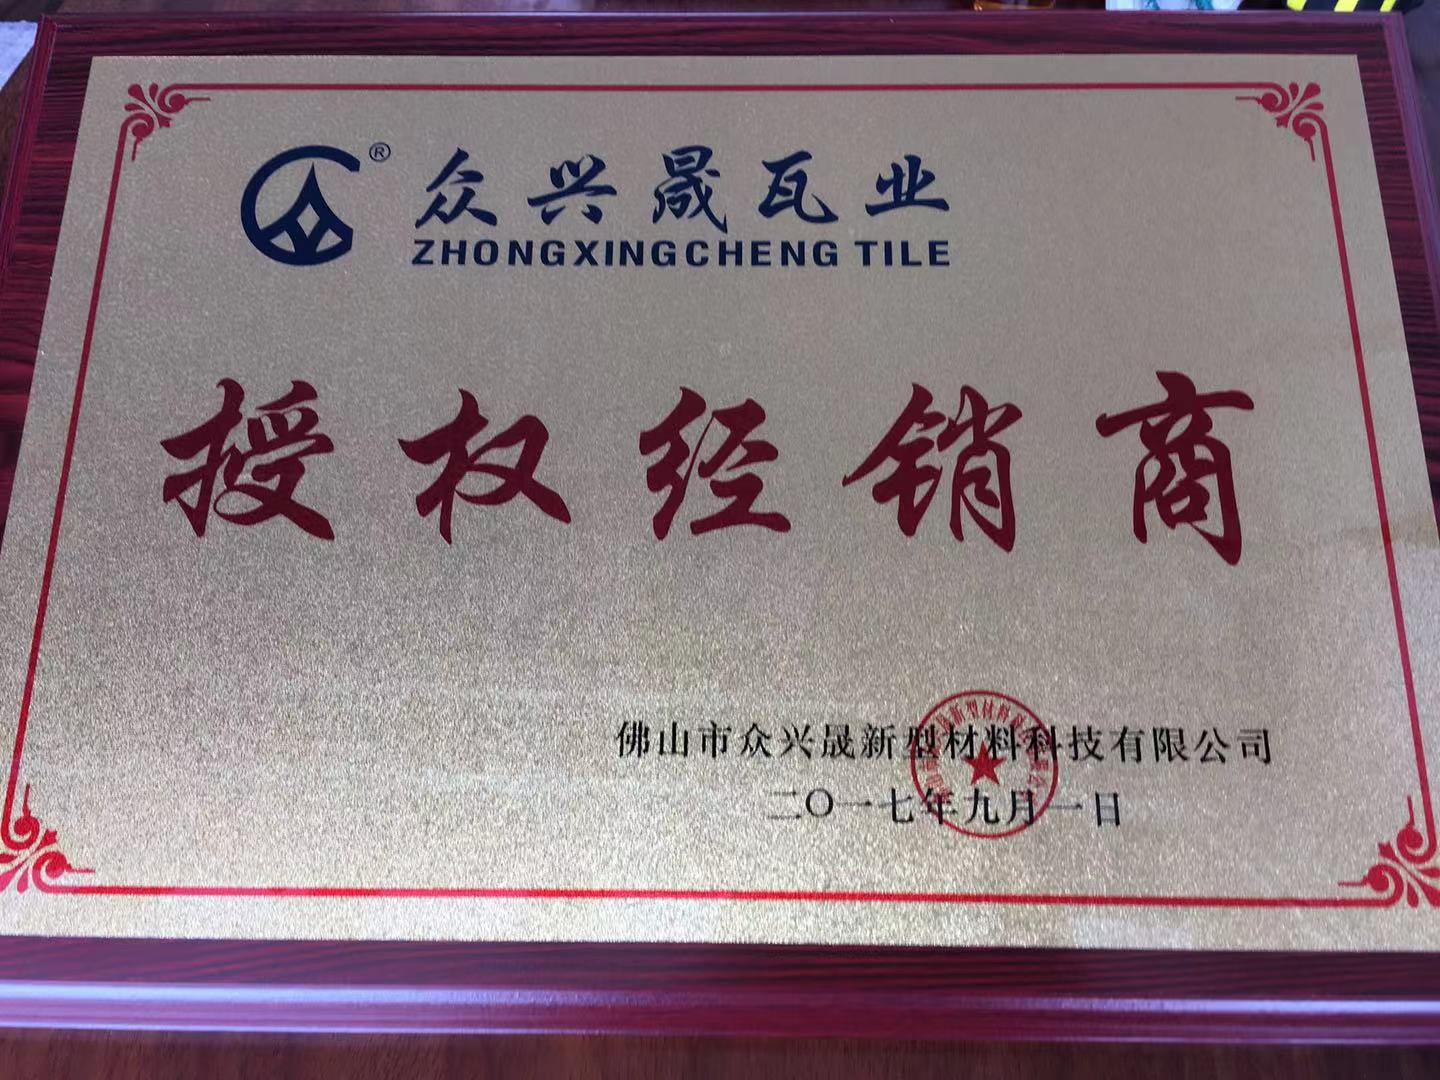 ® 众兴晟瓦业
ZHONGXINGCHENG TILE
授权经销商
佛山市众兴晟新型材料科技有限公司
二〇一七年九月一日